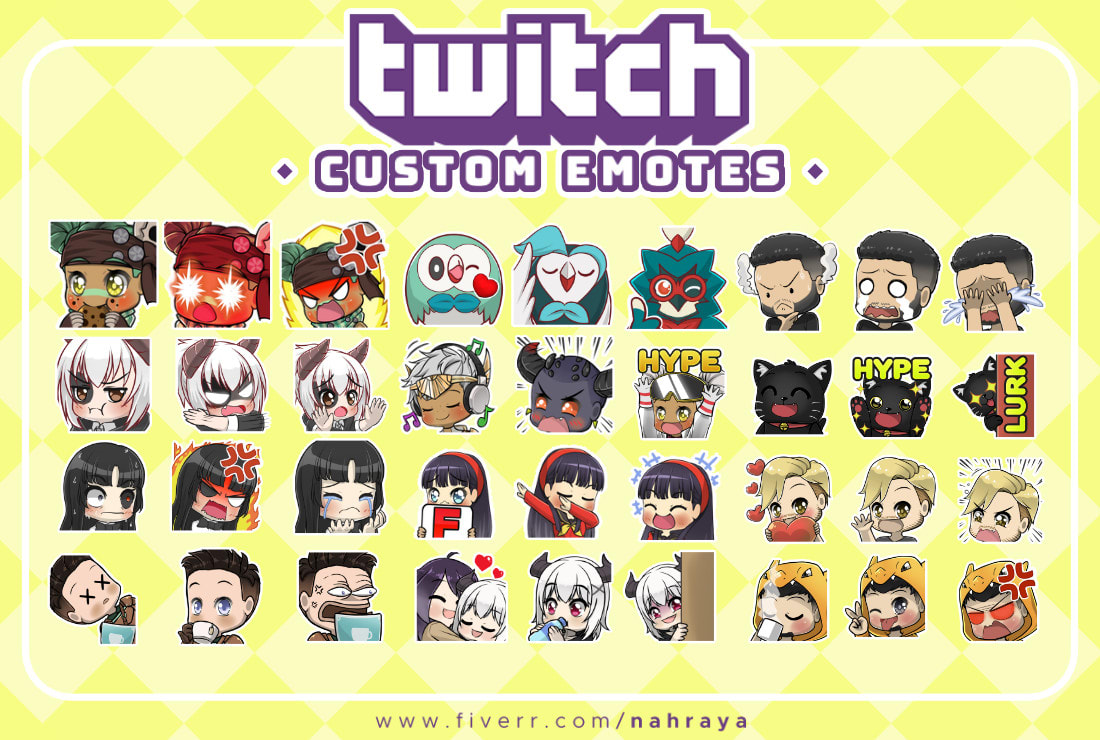 twitch
• CUSTOM EMOTES •
HYPE
HYPE
LURK
F
www.fiverr.com/nahraya